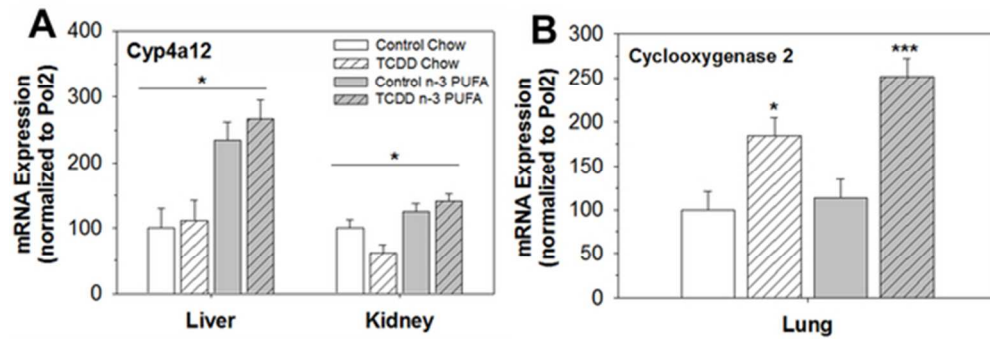 A
mRNA Expression
(normalized to Pol2)
400
300
200
100
0
Cyp4a12
*
*
Control Chow
TCDD Chow
Control n-3 PUFA
TCDD n-3 PUFA
Liver
Kidney
B
mRNA Expression
(normalized to Pol2)
300
250
200
150
100
50
0
Cyclooxygenase 2
*
***
Lung